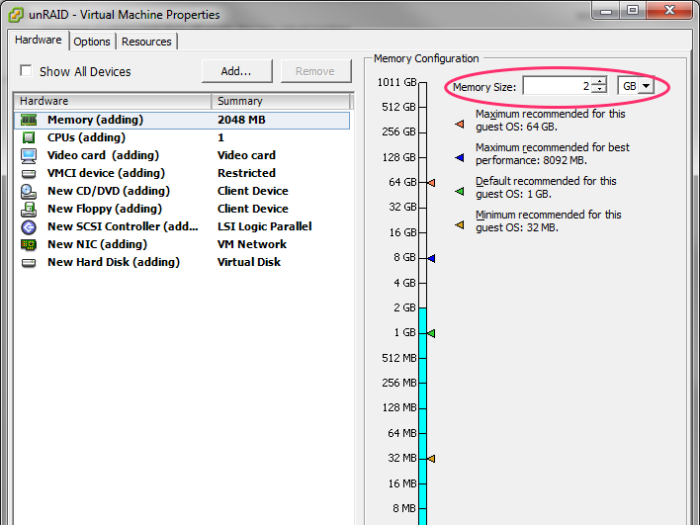 unRAID - Virtual Machine Properties
Hardware Options Resources
Show All Devices Add... Remove
Hardware Summary
Memory (adding) 2048 MB
CPUs (adding) 1
Video card (adding) Video card
VMCI device (adding) Restricted
New CD/DVD (adding) Client Device
New Floppy (adding) Client Device
New SCSI Controller (add... LSI Logic Parallel
New NIC (adding) VM Network
New Hard Disk (adding) Virtual Disk
Memory Configuration
Memory Size: 2 GB
1011 GB
512 GB
256 GB
128 GB
64 GB
32 GB
16 GB
8 GB
4 GB
2 GB
1 GB
512 MB
256 MB
128 MB
64 MB
32 MB
16 MB
8 MB
Maximum recommended for this
guest OS: 64 GB.
Maximum recommended for best
performance: 8092 MB.
Default recommended for this
guest OS: 1 GB.
Minimum recommended for this
guest OS: 32 MB.